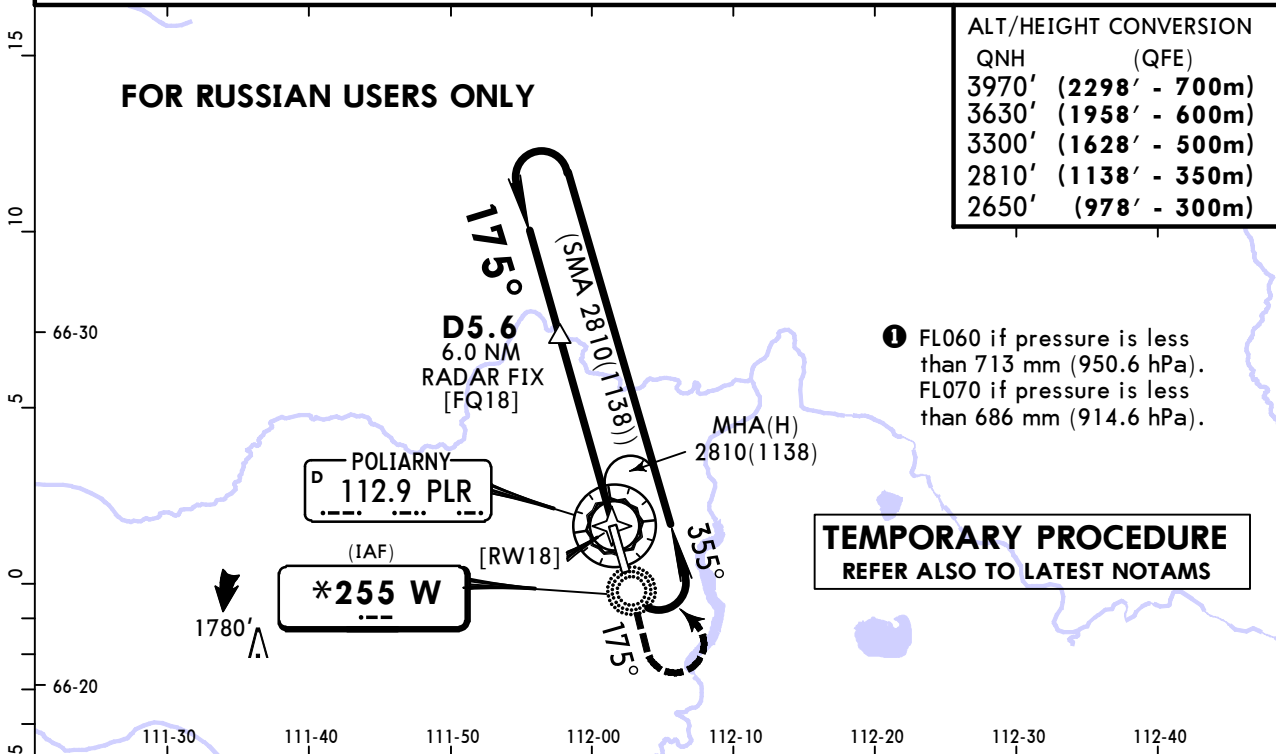 ALT/HEIGHT CONVERSION
QNH (QFE)
3970' (2298' - 700m)
3630' (1958' - 600m)
3300' (1628' - 500m)
2810' (1138' - 350m)
2650' (978' - 300m)
FOR RUSSIAN USERS ONLY
15
10
5
0
5
175°
(SMA 2810(1138))
D5.6
6.0 NM
RADAR FIX
[FQ18]
66-30
❶ FL060 if pressure is less
than 713 mm (950.6 hPa).
FL070 if pressure is less
than 686 mm (914.6 hPa).
MHA(H)
2810(1138)
POLIARNY
D 112.9 PLR
[RW18]
355°
(IAF)
*255 W
TEMPORARY PROCEDURE
REFER ALSO TO LATEST NOTAMS
1780'
175°
66-20
111-30 111-40 111-50 112-00 112-10 112-20 112-30 112-40